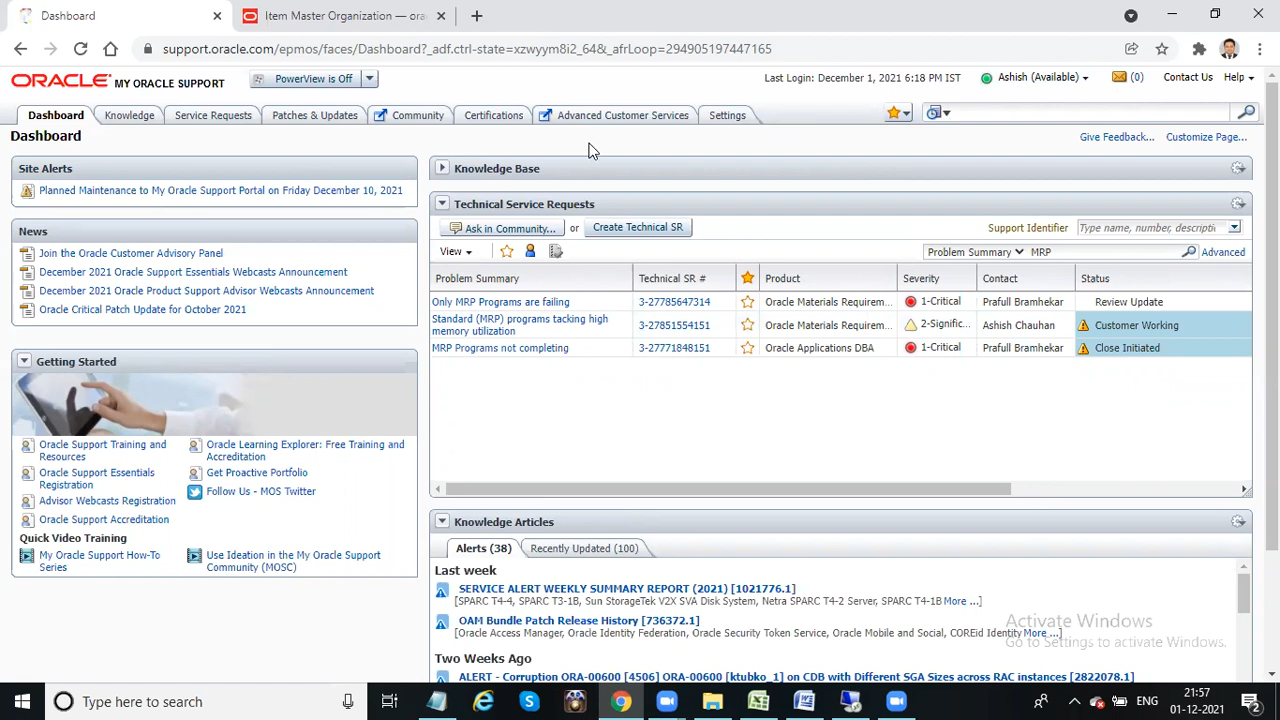 Dashboard
Item Master Organization — ora
support.oracle.com/epmos/faces/Dashboard?_adf.ctrl-state=xzwyym8i2_64&_afrLoop=294905197447165
ORACLE MY ORACLE SUPPORT
PowerView is Off
Last Login: December 1, 2021 6:18 PM IST
Ashish (Available)
(0)
Contact Us
Help
Dashboard
Knowledge
Service Requests
Patches & Updates
Community
Certifications
Advanced Customer Services
Settings
Dashboard
Give Feedback...
Customize Page...
Site Alerts
Planned Maintenance to My Oracle Support Portal on Friday December 10, 2021
News
Join the Oracle Customer Advisory Panel
December 2021 Oracle Support Essentials Webcasts Announcement
December 2021 Oracle Product Support Advisor Webcasts Announcement
Oracle Critical Patch Update for October 2021
Getting Started
Oracle Support Training and Resources
Oracle Learning Explorer: Free Training and Accreditation
Oracle Support Essentials Registration
Get Proactive Portfolio
Advisor Webcasts Registration
Follow Us - MOS Twitter
Oracle Support Accreditation
Quick Video Training
My Oracle Support How-To Series
Use Ideation in the My Oracle Support Community (MOSC)
Knowledge Base
Technical Service Requests
Ask in Community... or Create Technical SR
Support Identifier Type name, number, descripti
View
Problem Summary MRP Advanced
Problem Summary Technical SR # Product Severity Contact Status
Only MRP Programs are failing 3-27785647314 Oracle Materials Requirem... 1-Critical Prafull Bramhekar Review Update
Standard (MRP) programs tacking high memory utilization 3-27851554151 Oracle Materials Requirem... 2-Signific... Ashish Chauhan Customer Working
MRP Programs not completing 3-27771848151 Oracle Applications DBA 1-Critical Prafull Bramhekar Close Initiated
Knowledge Articles
Alerts (38)
Recently Updated (100)
Last week
SERVICE ALERT WEEKLY SUMMARY REPORT (2021) [1021776.1]
[SPARC T4-4, SPARC T3-1B, Sun StorageTek V2X SVA Disk System, Netra SPARC T4-2 Server, SPARC T4-1B More ...]
OAM Bundle Patch Release History [736372.1]
[Oracle Access Manager, Oracle Identity Federation, Oracle Security Token Service, Oracle Mobile and Social, COREid Identity More ...]
Two Weeks Ago
ALERT - Corruption ORA-00600 [4506] ORA-00600 [ktubko_1] on CDB with Different SGA Sizes across RAC instances [2822078.1]
Activate Windows
Go to Settings to activate Windows.
Type here to search
ENG
21:57
01-12-2021
2